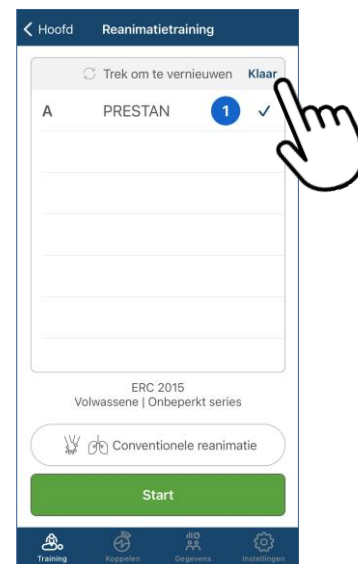 Hoofd Reanimatietraining
Trek om te vernieuwen Klaar
A PRESTAN 1
ERC 2015
Volwassene | Onbeperkt series
Conventionele reanimatie
Start
Training Koppelen Gegevens Instellingen